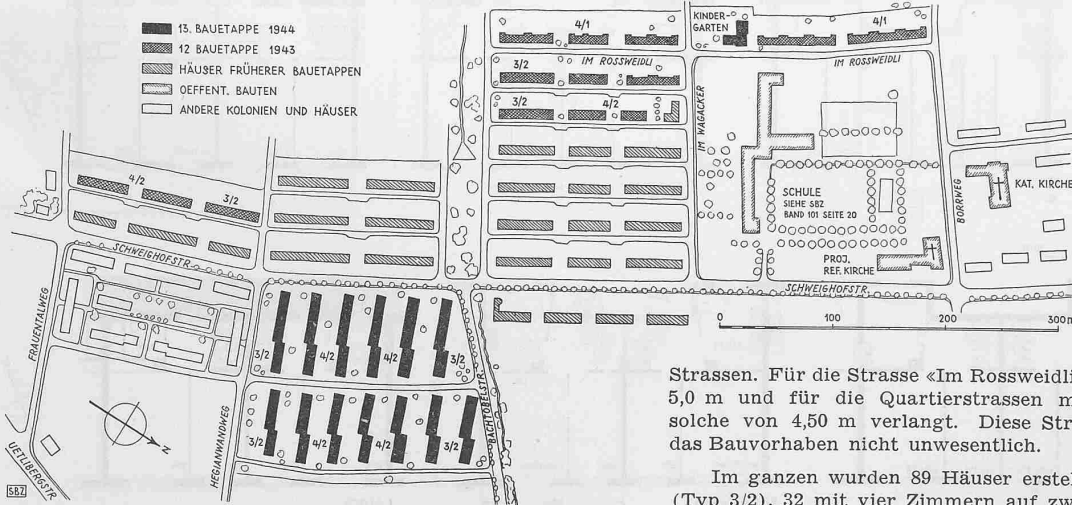 13. BAUETAPPE 1944
12 BAUETAPPE 1943
HÄUSER FRÜHERER BAUETAPPEN
OEFFENT. BAUTEN
ANDERE KOLONIEN UND HÄUSER
4/1
KINDER-
GARTEN
4/1
3/2
IM ROSSWEIDLI
IM ROSSWEIDLI
3/2
4/2
IM WAGACKER
4/2
3/2
SCHULE
SIEHE SBZ
BAND 101 SEITE 20
BORRWEG
KAT. KIRCHE
PROJ.
REF. KIRCHE
SCHWEIGHOFSTR.
SCHWEIGHOFSTR.
0
100
200
300 m
FRAUENTALWEG
3/2
4/2
4/2
3/2
3/2
4/2
4/2
3/2
HEGIANWANDWEG
BACHTOBELSTR.
N
UETLIBERGSTR
SBZ
Strassen. Für die Strasse «Im Rossweidli
5,0 m und für die Quartierstrassen
solche von 4,50 m verlangt. Diese
das Bauvorhaben nicht unwesentlich.
Im ganzen wurden 89 Häuser
(Typ 3/2), 32 mit vier Zimmern auf